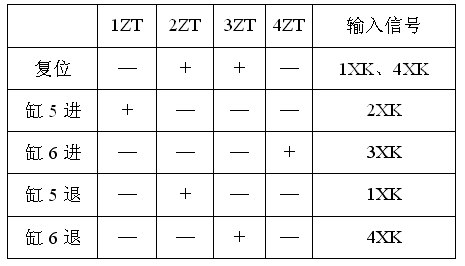 1ZT 2ZT 3ZT 4ZT 输入信号
复位 — + + — 1XK、4XK
缸 5 进 + — — — 2XK
缸 6 进 — — — + 3XK
缸 5 退 — + — — 1XK
缸 6 退 — — + — 4XK